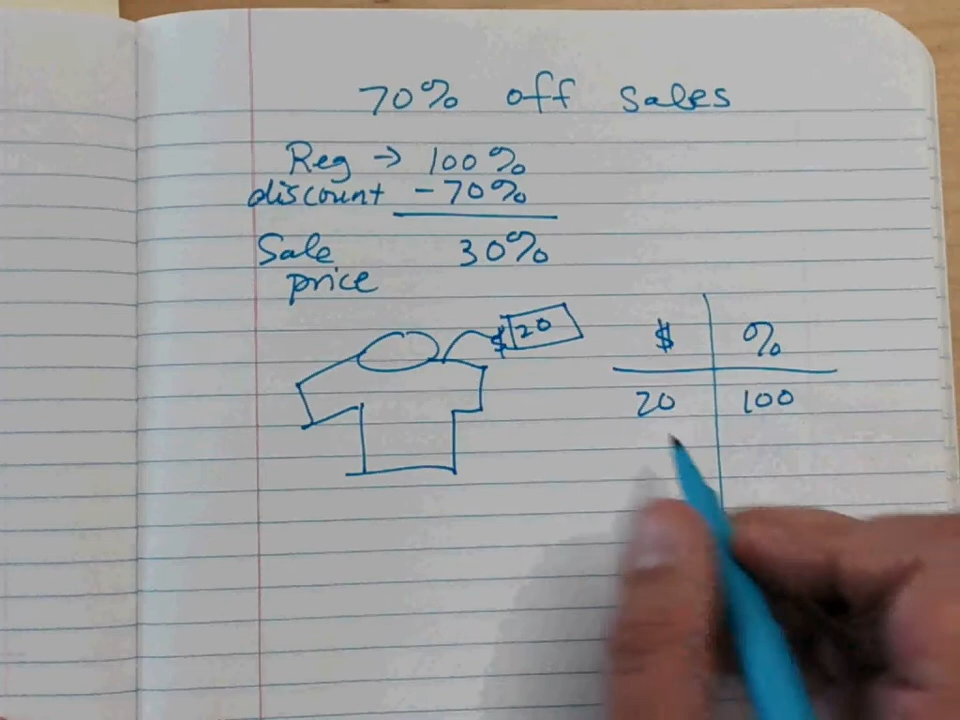 70% off sales
Reg → 100%
discount -70%
Sale 30%
price
$20
$ %
20 100